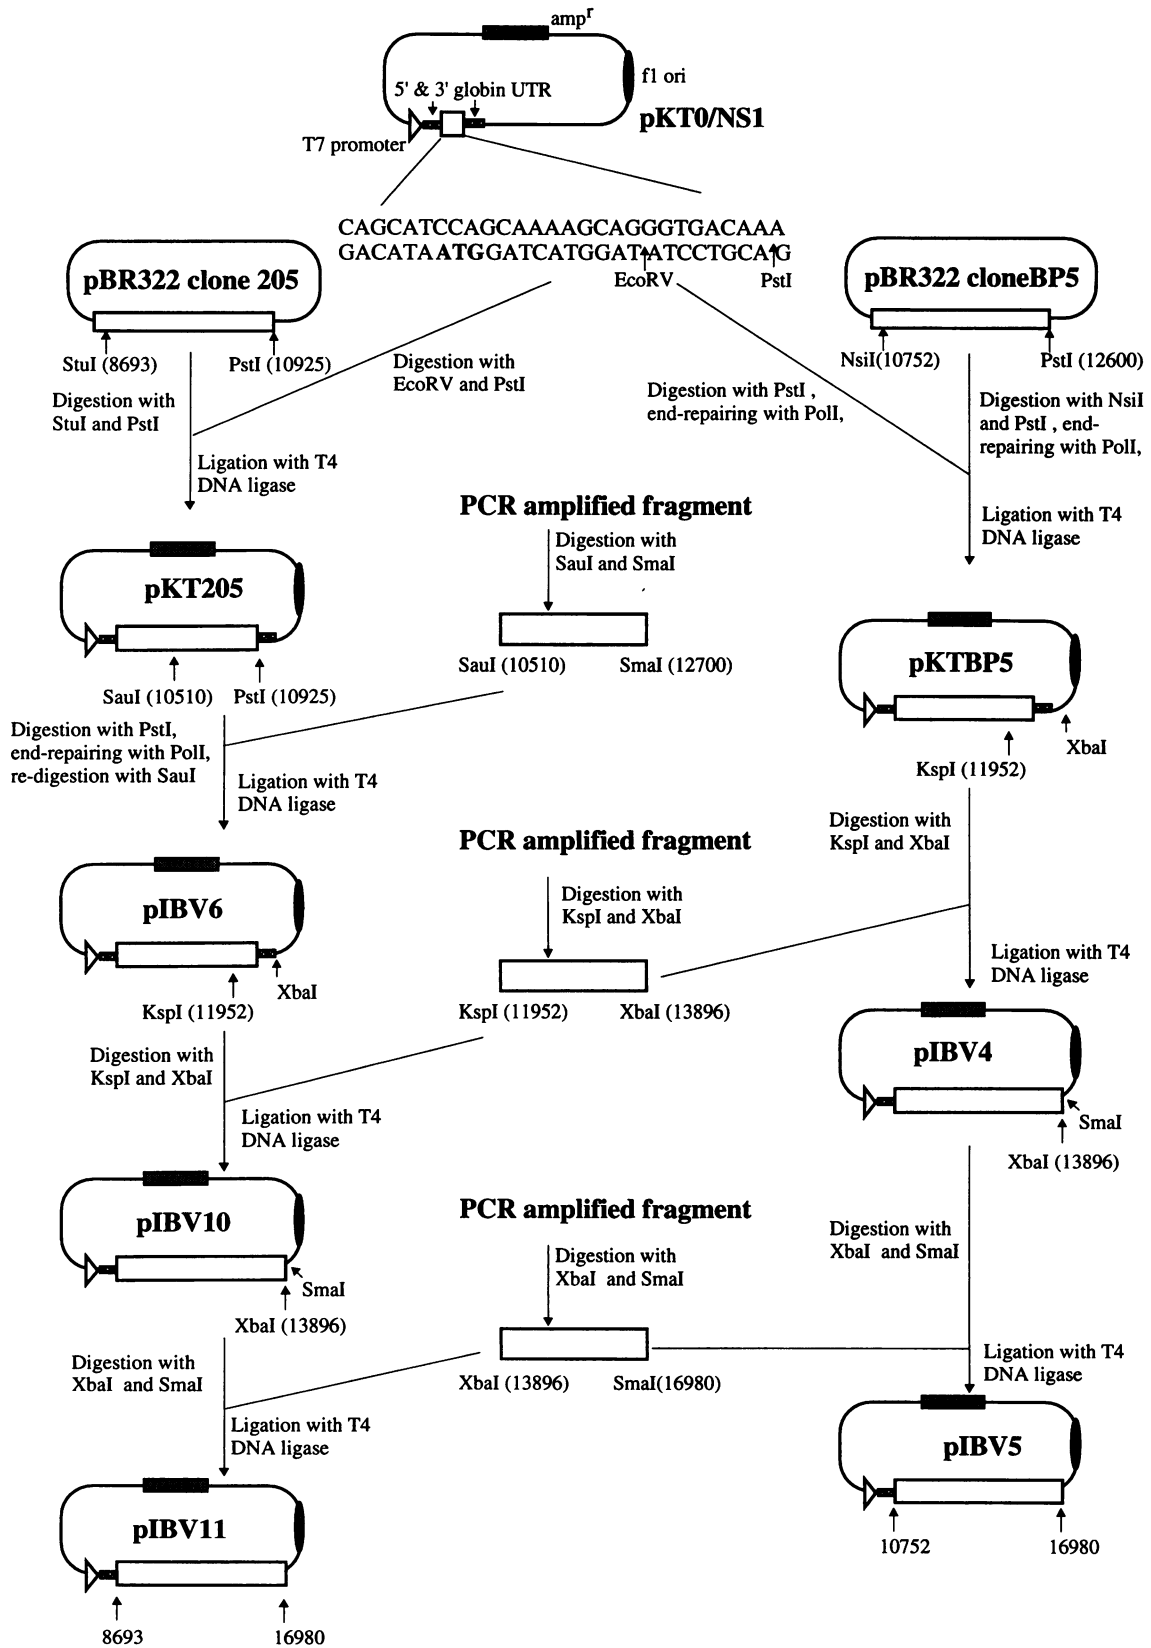 amp^r
f1 ori
5' & 3' globin UTR
pKT0/NS1
T7 promoter
CAGCATCCAGCAAAAGCAGGGTGACAAA
GACATAATGGATCATGGATATCCTGCAG
EcoRV
PstI
pBR322 clone 205
StuI (8693)
PstI (10925)
pBR322 cloneBP5
NsiI(10752)
PstI (12600)
Digestion with
StuI and PstI
Digestion with
EcoRV and PstI
Digestion with PstI ,
end-repairing with PolI,
Digestion with NsiI
and PstI , end-
repairing with PolI,
Ligation with T4
DNA ligase
PCR amplified fragment
Digestion with
SauI and SmaI
Ligation with T4
DNA ligase
pKT205
SauI (10510)
PstI (10925)
SauI (10510)
SmaI (12700)
pKTBP5
XbaI
KspI (11952)
Digestion with PstI,
end-repairing with PolI,
re-digestion with SauI
Ligation with T4
DNA ligase
PCR amplified fragment
Digestion with
KspI and XbaI
Digestion with
KspI and XbaI
pIBV6
XbaI
KspI (11952)
KspI (11952)
XbaI (13896)
Ligation with T4
DNA ligase
Digestion with
KspI and XbaI
Ligation with T4
DNA ligase
pIBV4
SmaI
XbaI (13896)
pIBV10
SmaI
XbaI (13896)
PCR amplified fragment
Digestion with
XbaI and SmaI
Digestion with
XbaI and SmaI
Digestion with
XbaI and SmaI
XbaI (13896)
SmaI(16980)
Ligation with T4
DNA ligase
Ligation with T4
DNA ligase
pIBV5
10752
16980
pIBV11
8693
16980